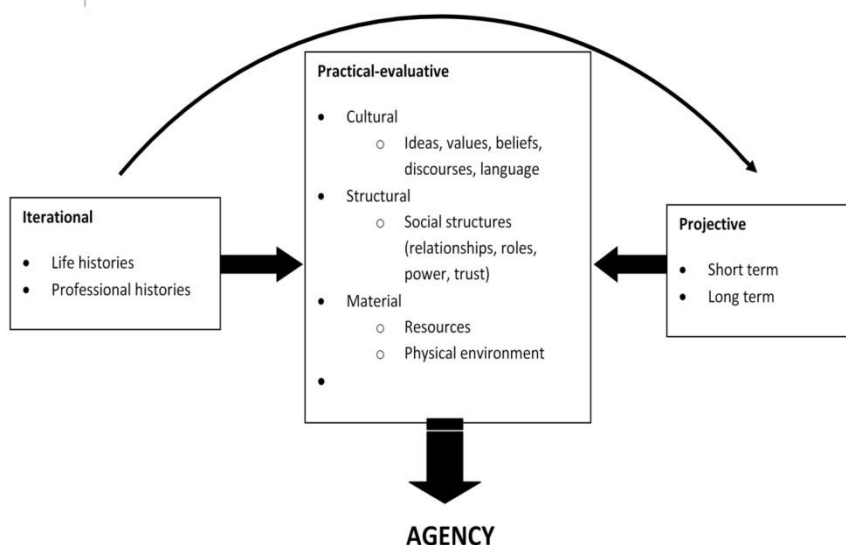 Practical-evaluative
• Cultural
o Ideas, values, beliefs,
discourses, language
• Structural
o Social structures
(relationships, roles,
power, trust)
• Material
o Resources
o Physical environment
•
Iterational
• Life histories
• Professional histories
Projective
• Short term
• Long term
AGENCY